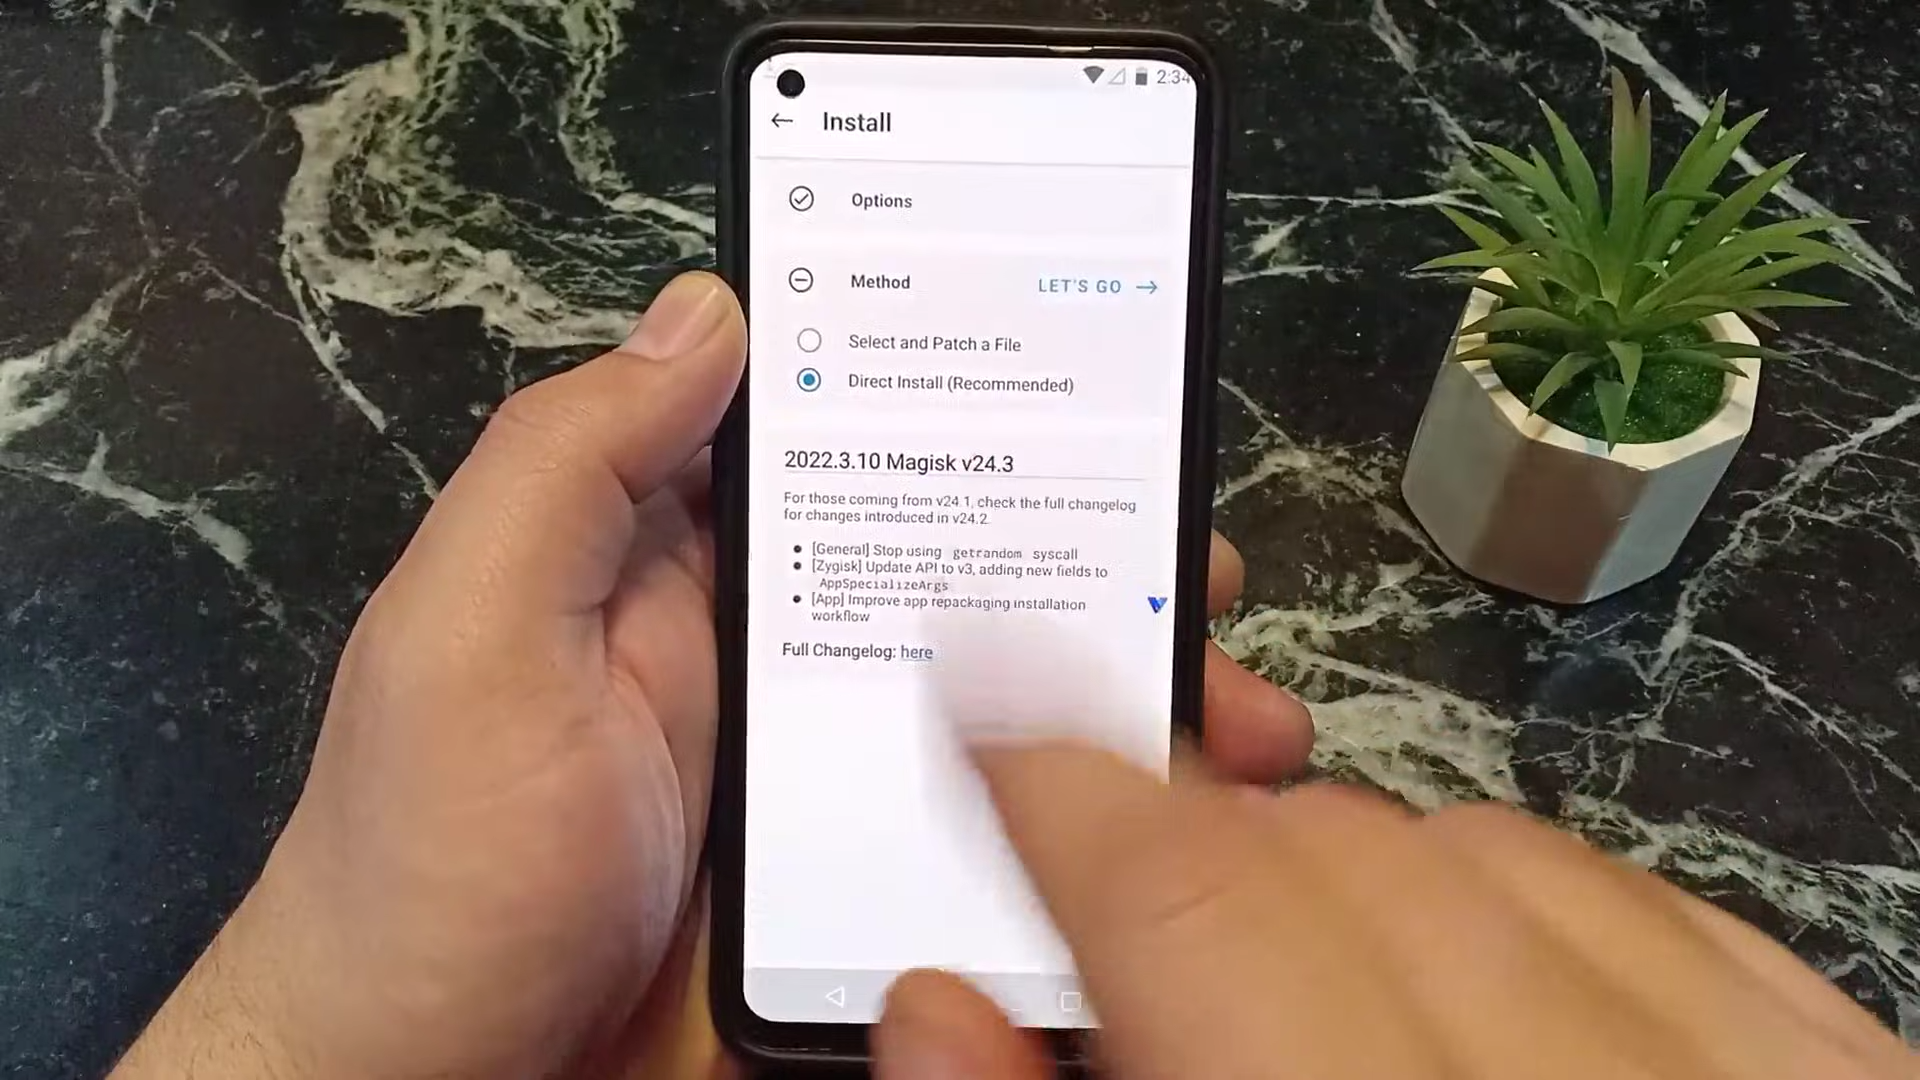 2:34
Install
Options
Method
LET'S GO
Select and Patch a File
Direct Install (Recommended)
2022.3.10 Magisk v24.3
For those coming from v24.1, check the full changelog
for changes introduced in v24.2.
[General] Stop using getrandom syscall
[Zygisk] Update API to v3, adding new fields to
AppSpecializeArgs
[App] Improve app repackaging installation
workflow
Full Changelog: here